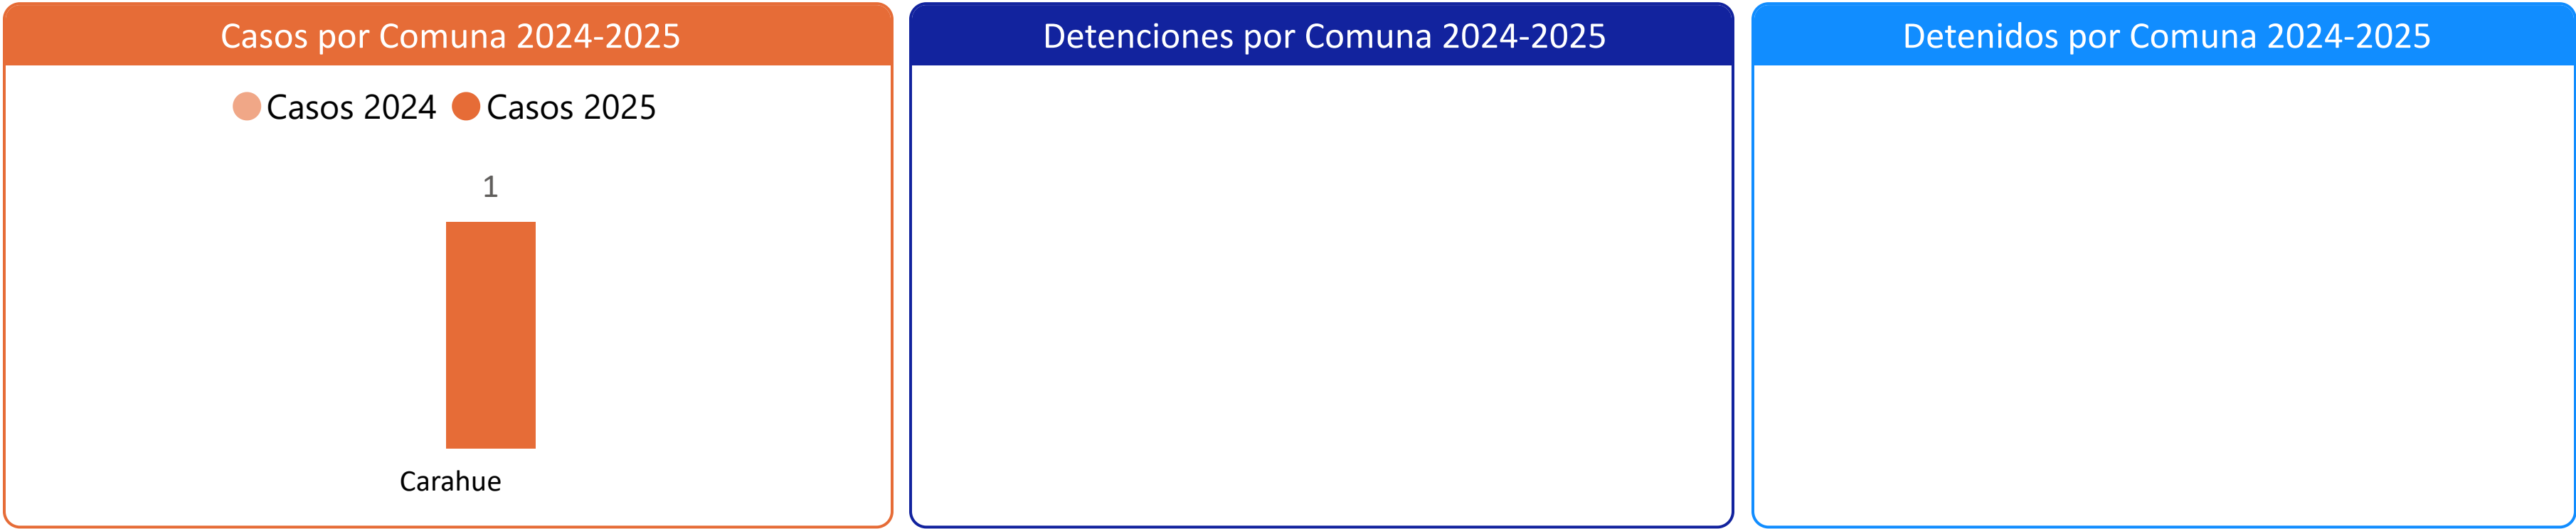 Casos por Comuna 2024-2025
Casos 2024 Casos 2025
1
Carahue
Detenciones por Comuna 2024-2025
Detenidos por Comuna 2024-2025